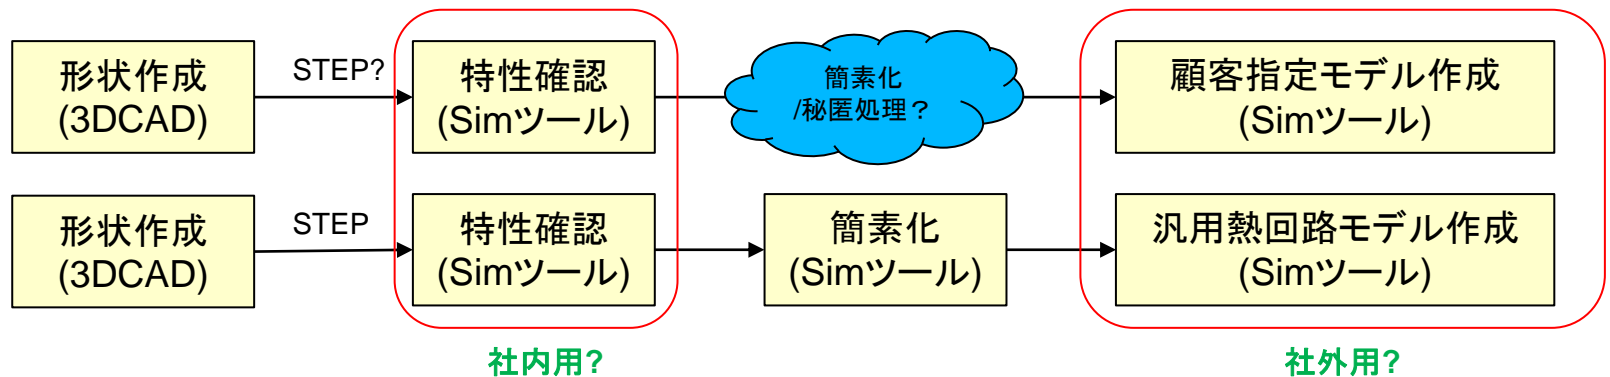 形状作成
(3DCAD)
STEP?
特性確認
(Simツール)
簡素化
/秘匿処理？
顧客指定モデル作成
(Simツール)
形状作成
(3DCAD)
STEP
特性確認
(Simツール)
簡素化
(Simツール)
汎用熱回路モデル作成
(Simツール)
社内用?
社外用?